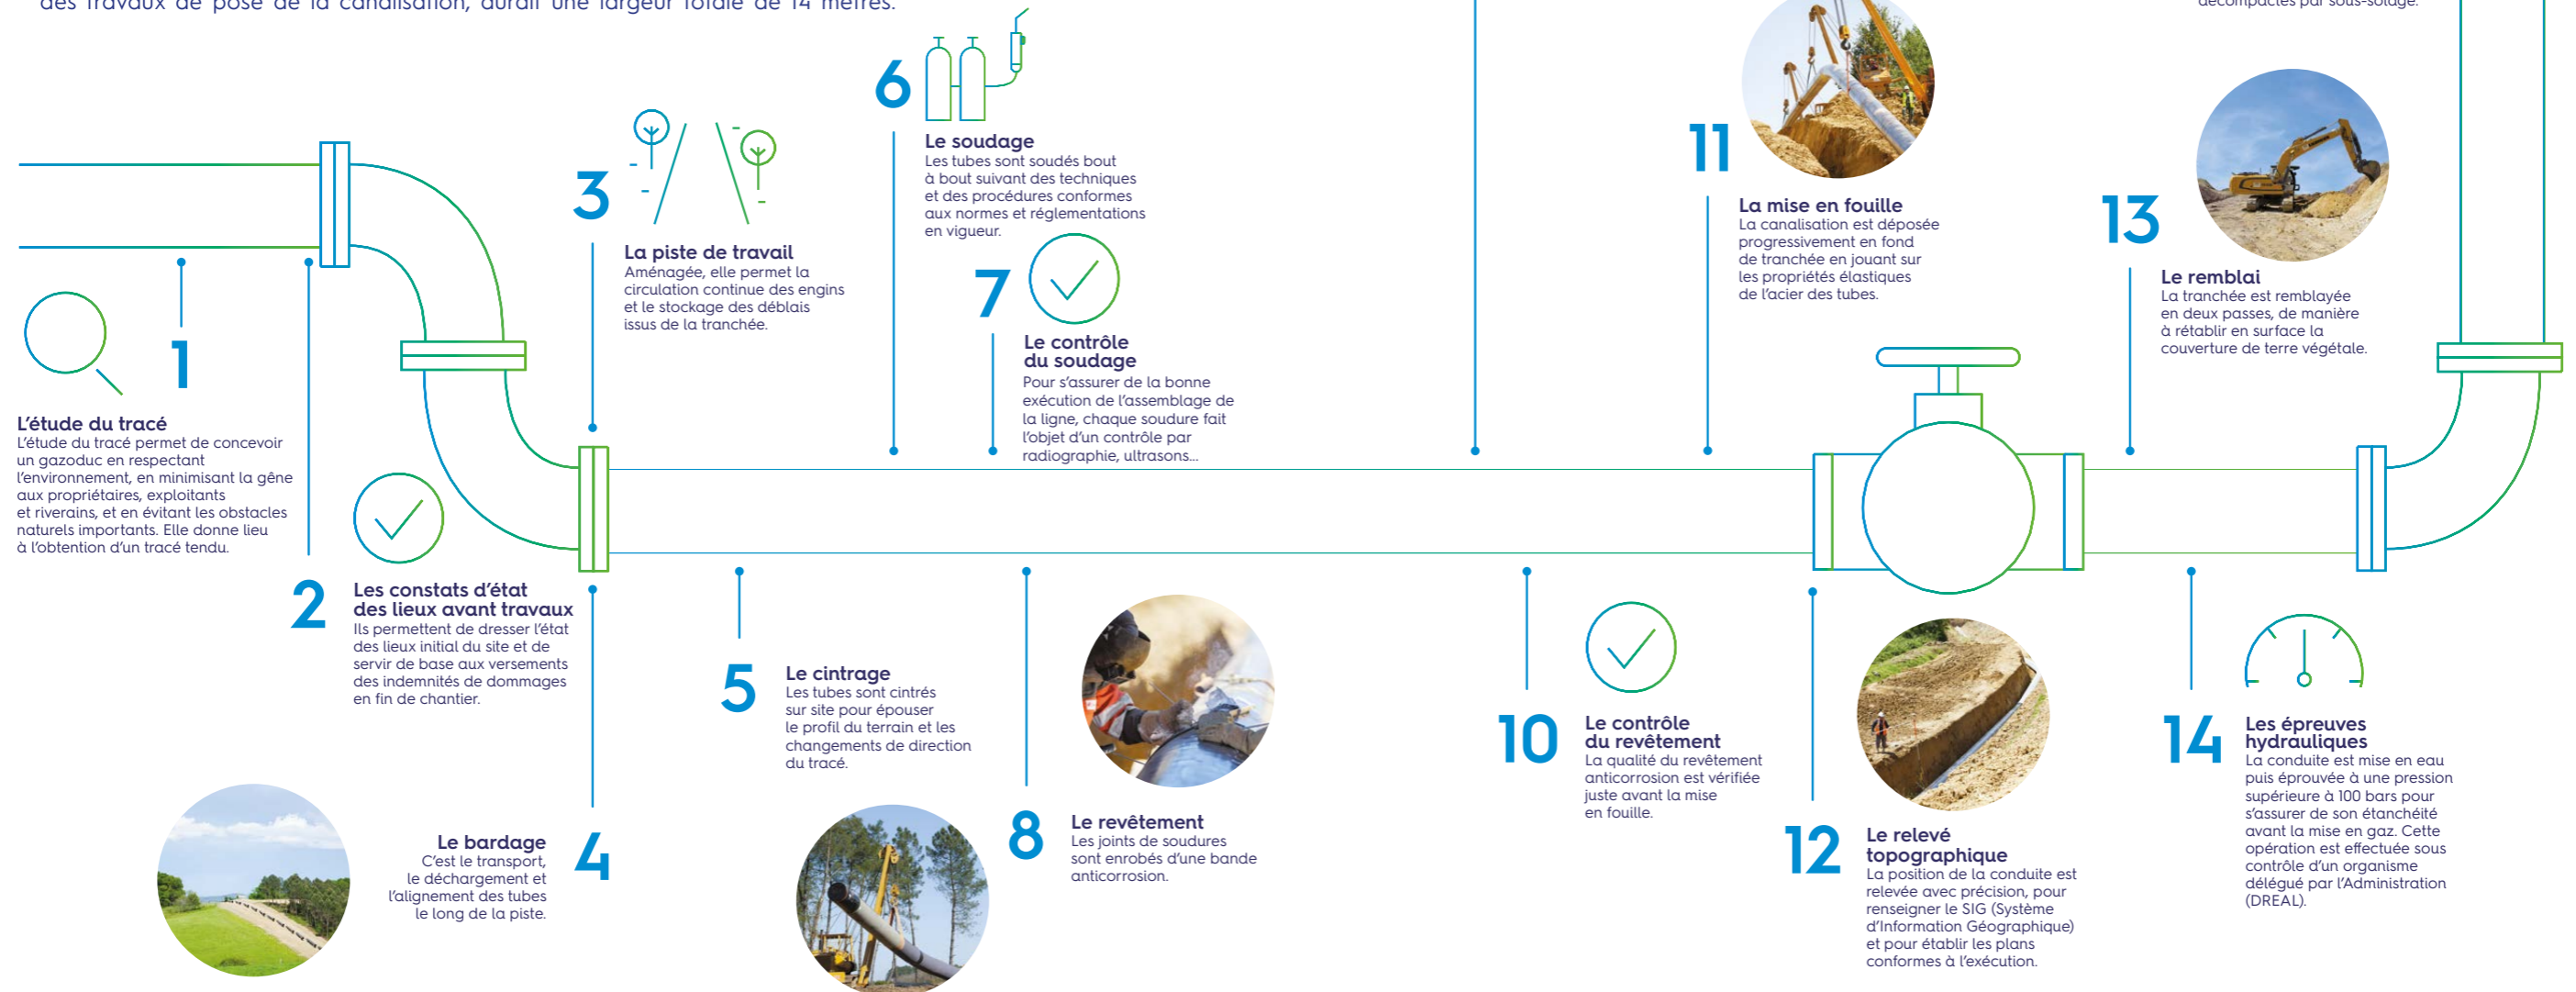 des travaux de pose de la canalisation, aurait une largeur totale de 14 mètres.
décompactés par sous-solage.
1
L'étude du tracé
L'étude du tracé permet de concevoir
un gazoduc en respectant
l'environnement, en minimisant la gêne
aux propriétaires, exploitants
et riverains, et en évitant les obstacles
naturels importants. Elle donne lieu
à l'obtention d'un tracé tendu.
2
Les constats d'état
des lieux avant travaux
Ils permettent de dresser l'état
des lieux initial du site et de
servir de base aux versements
des indemnités de dommages
en fin de chantier.
3
La piste de travail
Aménagée, elle permet la
circulation continue des engins
et le stockage des déblais
issus de la tranchée.
4
Le bardage
C'est le transport,
le déchargement et
l'alignement des tubes
le long de la piste.
5
Le cintrage
Les tubes sont cintrés
sur site pour épouser
le profil du terrain et les
changements de direction
du tracé.
6
Le soudage
Les tubes sont soudés bout
à bout suivant des techniques
et des procédures conformes
aux normes et réglementations
en vigueur.
7
Le contrôle
du soudage
Pour s'assurer de la bonne
exécution de l'assemblage de
la ligne, chaque soudure fait
l'objet d'un contrôle par
radiographie, ultrasons...
8
Le revêtement
Les joints de soudures
sont enrobés d'une bande
anticorrosion.
10
Le contrôle
du revêtement
La qualité du revêtement
anticorrosion est vérifiée
juste avant la mise
en fouille.
11
La mise en fouille
La canalisation est déposée
progressivement en fond
de tranchée en jouant sur
les propriétés élastiques
de l'acier des tubes.
12
Le relevé
topographique
La position de la conduite est
relevée avec précision, pour
renseigner le SIG (Système
d'Information Géographique)
et pour établir les plans
conformes à l'exécution.
13
Le remblai
La tranchée est remblayée
en deux passes, de manière
à rétablir en surface la
couverture de terre végétale.
14
Les épreuves
hydrauliques
La conduite est mise en eau
puis éprouvée à une pression
supérieure à 100 bars pour
s'assurer de son étanchéité
avant la mise en gaz. Cette
opération est effectuée sous
contrôle d'un organisme
délégué par l'Administration
(DREAL).